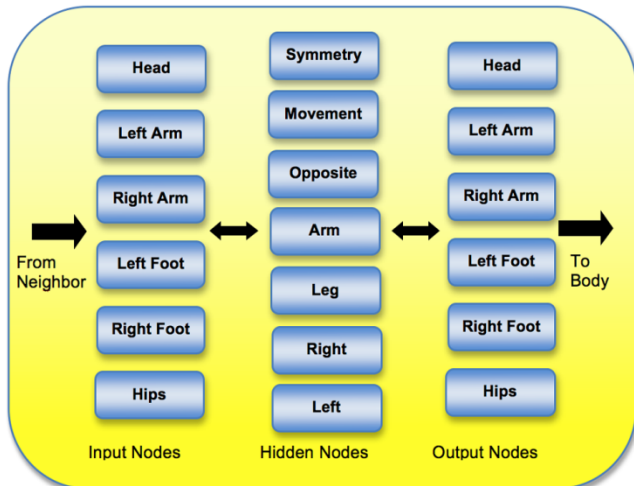 Head
Left Arm
Right Arm
From
Neighbor
Left Foot
Right Foot
Hips
Input Nodes
Symmetry
Movement
Opposite
Arm
Leg
Right
Left
Hidden Nodes
Head
Left Arm
Right Arm
Left Foot
Right Foot
Hips
Output Nodes
To
Body